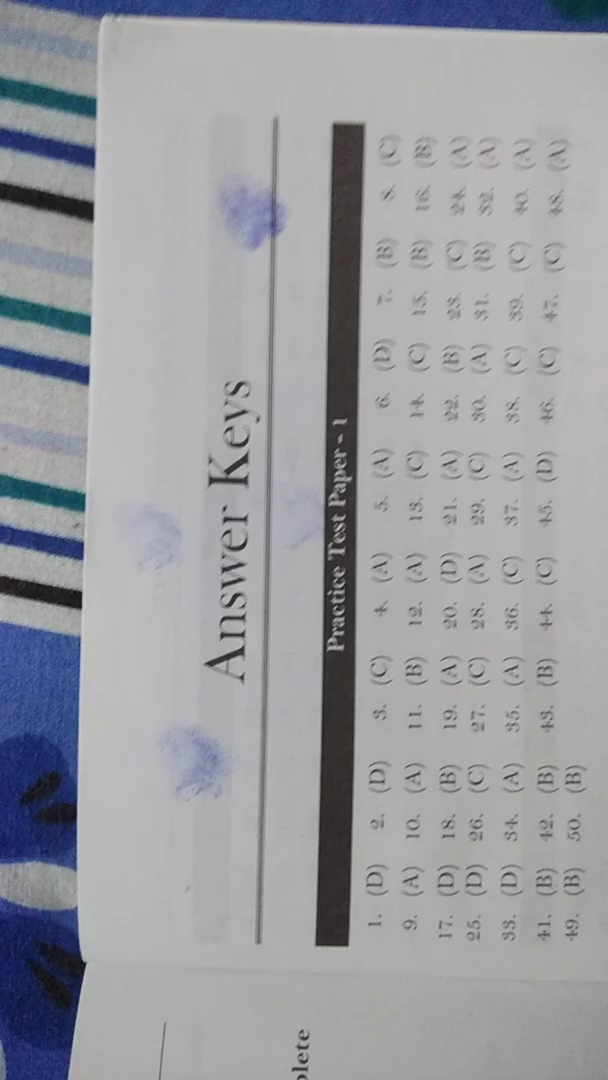 Answer Keys
Practice Test Paper - 1
1. (D) 2. (D) 3. (C) 4. (A) 5. (A) 6. (D) 7. (B) 8. (C)
9. (A) 10. (A) 11. (B) 12. (A) 13. (C) 14. (C) 15. (B) 16. (B)
17. (D) 18. (B) 19. (A) 20. (D) 21. (A) 22. (B) 23. (C) 24. (A)
25. (D) 26. (C) 27. (C) 28. (A) 29. (C) 30. (A) 31. (B) 32. (A)
33. (D) 34. (A) 35. (A) 36. (C) 37. (A) 38. (C) 39. (C) 40. (A)
41. (B) 42. (B) 43. (B) 44. (C) 45. (D) 46. (C) 47. (C) 48. (A)
49. (B) 50. (B)
plete